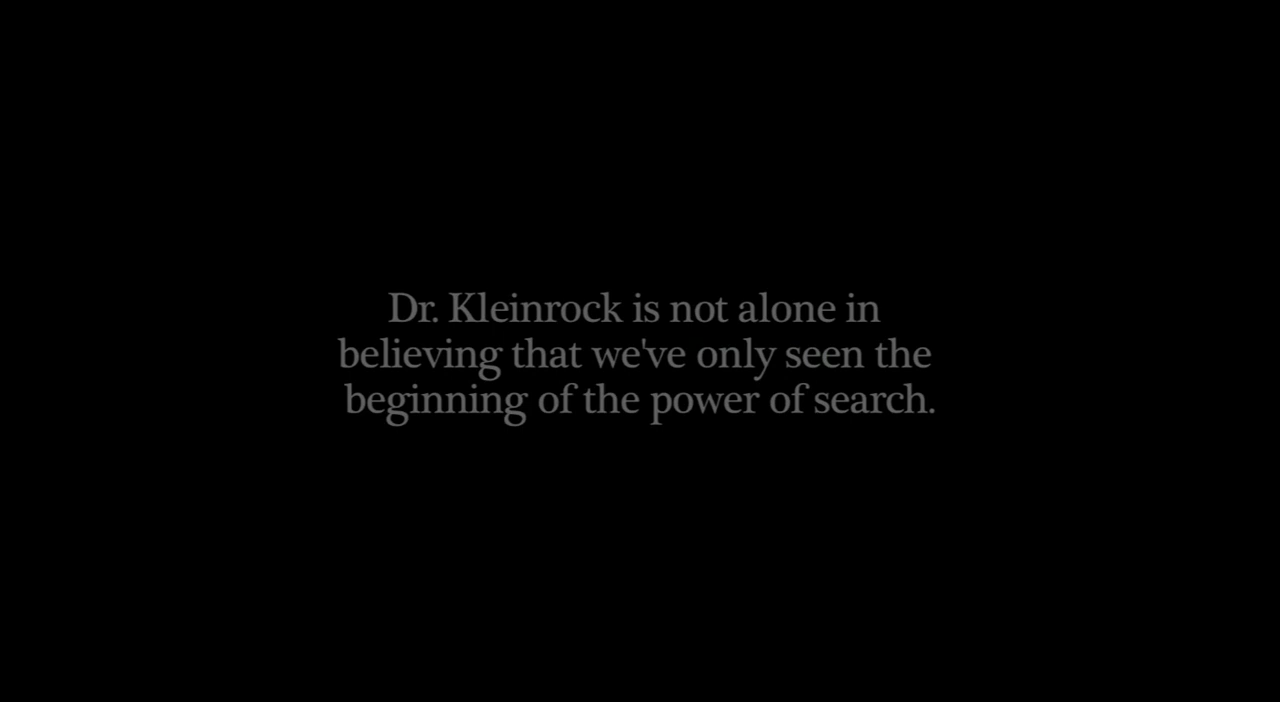 Dr. Kleinrock is not alone in
believing that we've only seen the
beginning of the power of search.